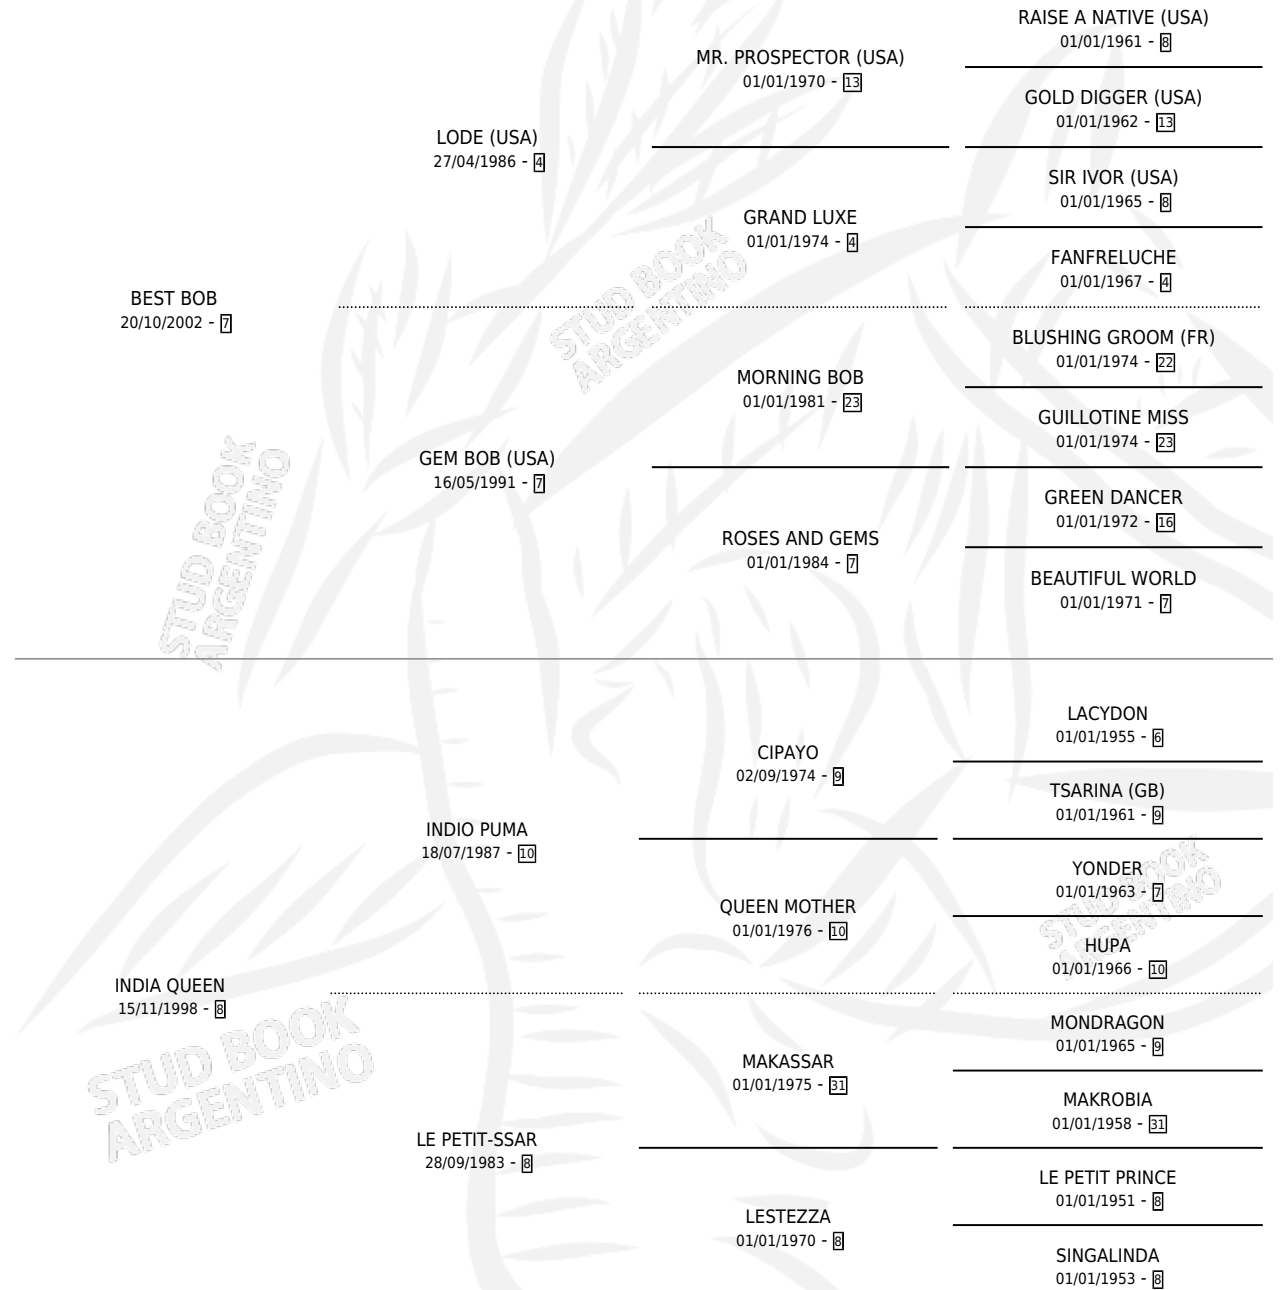 RAISE A NATIVE (USA)
01/01/1961 - 8
MR. PROSPECTOR (USA)
01/01/1970 - 13
GOLD DIGGER (USA)
01/01/1962 - 13
LODE (USA)
27/04/1986 - 4
SIR IVOR (USA)
01/01/1965 - 8
GRAND LUXE
01/01/1974 - 4
FANFRELUCHE
01/01/1967 - 4
BEST BOB
20/10/2002 - 7
BLUSHING GROOM (FR)
01/01/1974 - 22
MORNING BOB
01/01/1981 - 23
GUILLOTINE MISS
01/01/1974 - 23
GEM BOB (USA)
16/05/1991 - 7
GREEN DANCER
01/01/1972 - 16
ROSES AND GEMS
01/01/1984 - 7
BEAUTIFUL WORLD
01/01/1971 - 7
LACYDON
01/01/1955 - 6
CIPAYO
02/09/1974 - 9
TSARINA (GB)
01/01/1961 - 9
INDIO PUMA
18/07/1987 - 10
YONDER
01/01/1963 - 7
QUEEN MOTHER
01/01/1976 - 10
HUPA
01/01/1966 - 10
INDIA QUEEN
15/11/1998 - 8
MONDRAGON
01/01/1965 - 9
MAKASSAR
01/01/1975 - 31
MAKROBIA
01/01/1958 - 31
LE PETIT-SSAR
28/09/1983 - 8
LE PETIT PRINCE
01/01/1951 - 8
LESTEZZA
01/01/1970 - 8
SINGALINDA
01/01/1953 - 8
STUD BOOK
ARGENTINO
STUD BOOK
ARGENTINO
STUD BOOK
ARGENTINO
STUD BOOK
ARGENTINO